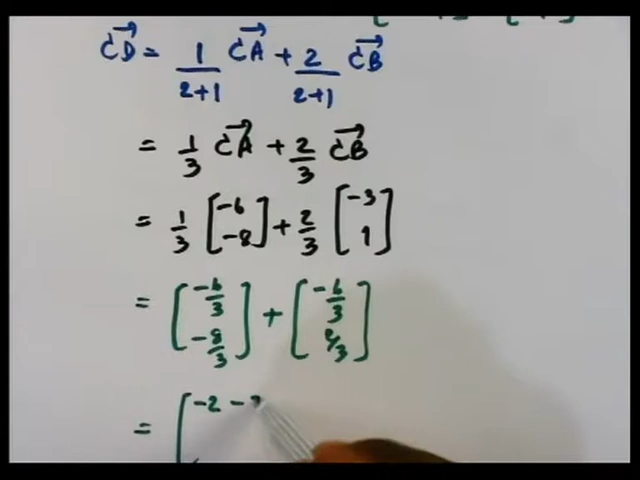 CD = 1/(2+1) CA + 2/(2+1) CB
= 1/3 CA + 2/3 CB
= 1/3 [-6 -8] + 2/3 [-3 1]
= [-6/3 -8/3] + [-6/3 2/3]
= [-2 -